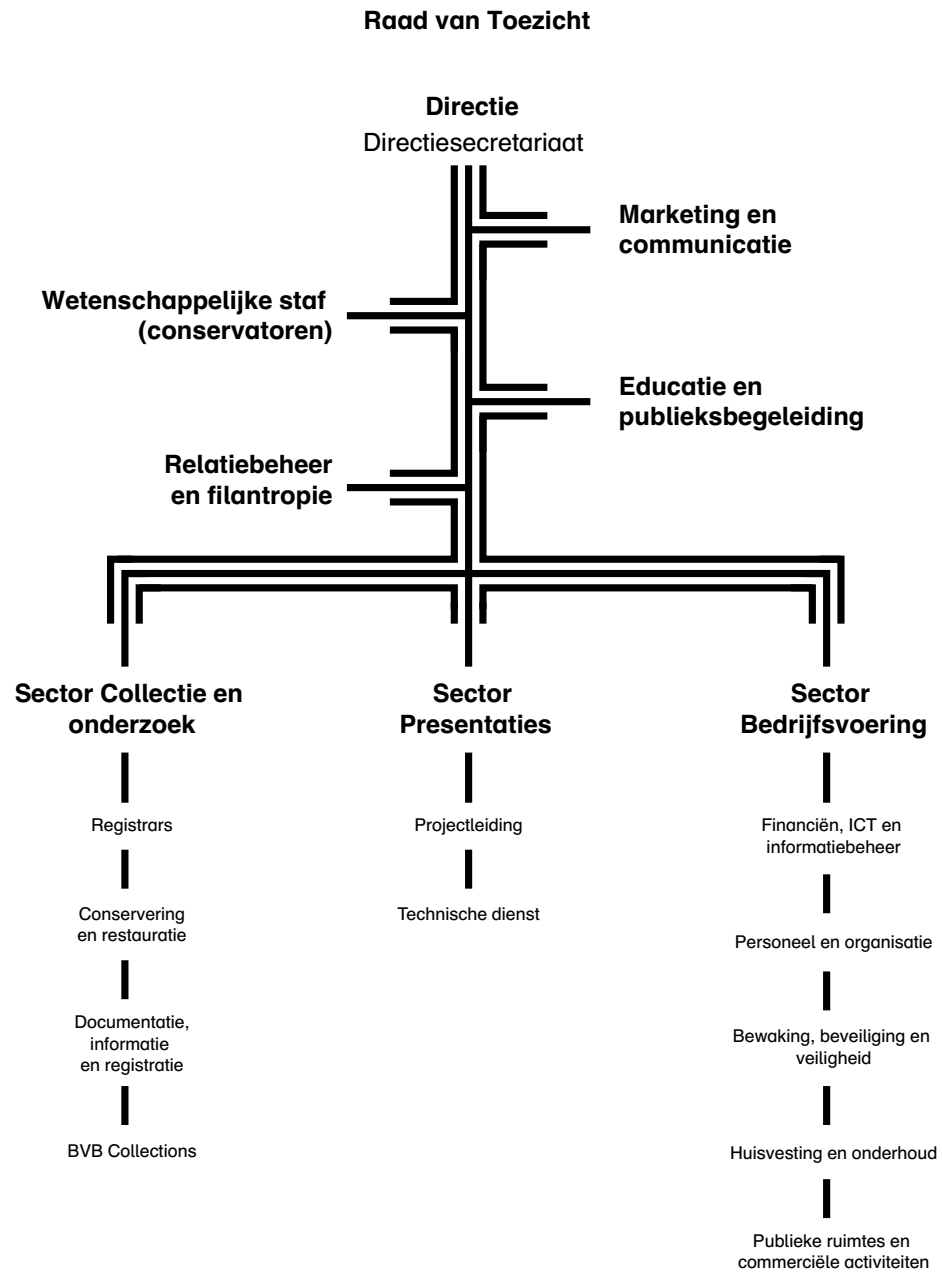 Raad van Toezicht
Directie
Directiesecretariaat
Marketing en
communicatie
Wetenschappelijke staf
(conservatoren)
Educatie en
publieksbegeleiding
Relatiebeheer
en filantropie
Sector Collectie en
onderzoek
Registrars
Conservering
en restauratie
Documentatie,
informatie
en registratie
BVB Collections
Sector
Presentaties
Projectleiding
Technische dienst
Sector
Bedrijfsvoering
Financiën, ICT en
informatiebeheer
Personeel en organisatie
Bewaking, beveiliging en
veiligheid
Huisvesting en onderhoud
Publieke ruimtes en
commerciële activiteiten